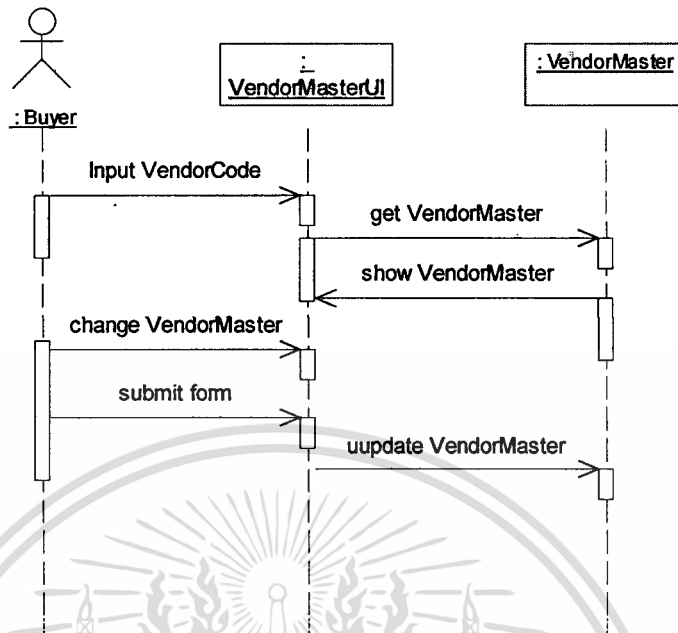 :
VendorMasterUI
: VendorMaster
: Buyer
Input VendorCode
get VendorMaster
show VendorMaster
change VendorMaster
submit form
uupdate VendorMaster